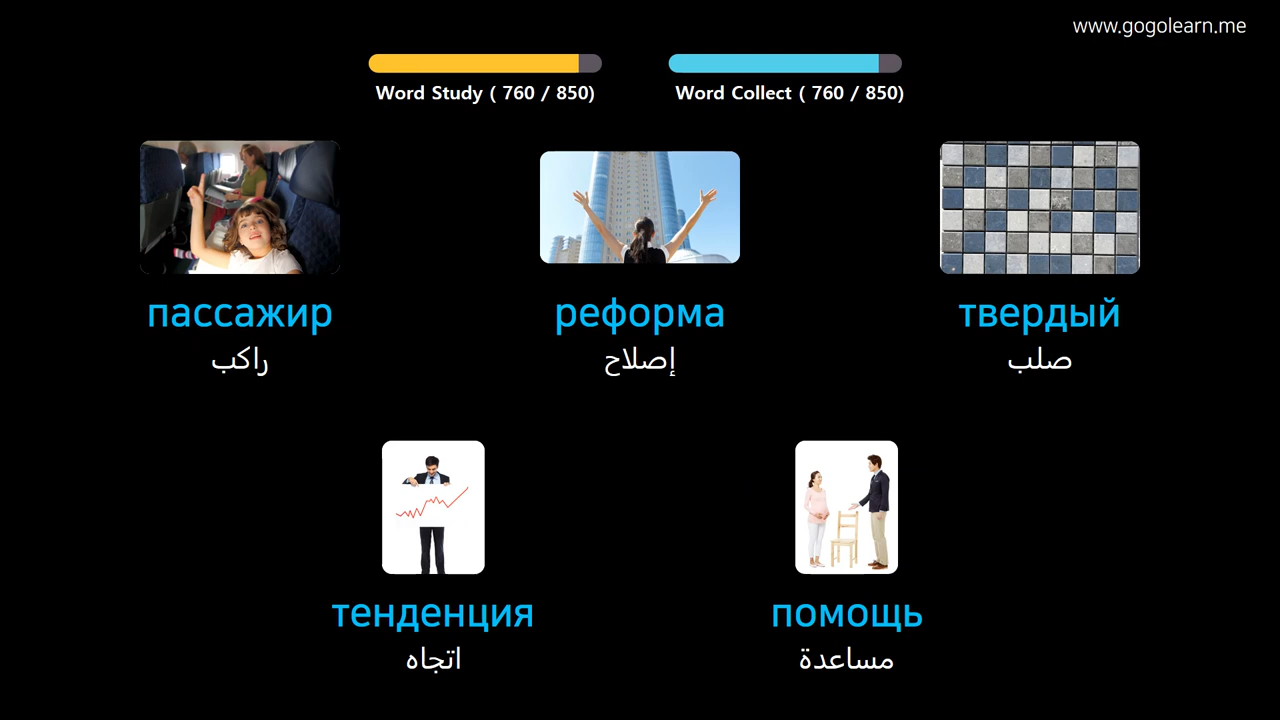 www.gogolearn.me
Word Study ( 760 / 850)
Word Collect ( 760 / 850)
пассажир
راكب
реформа
إصلاح
твердый
صلب
тенденция
اتجاه
помощь
مساعدة